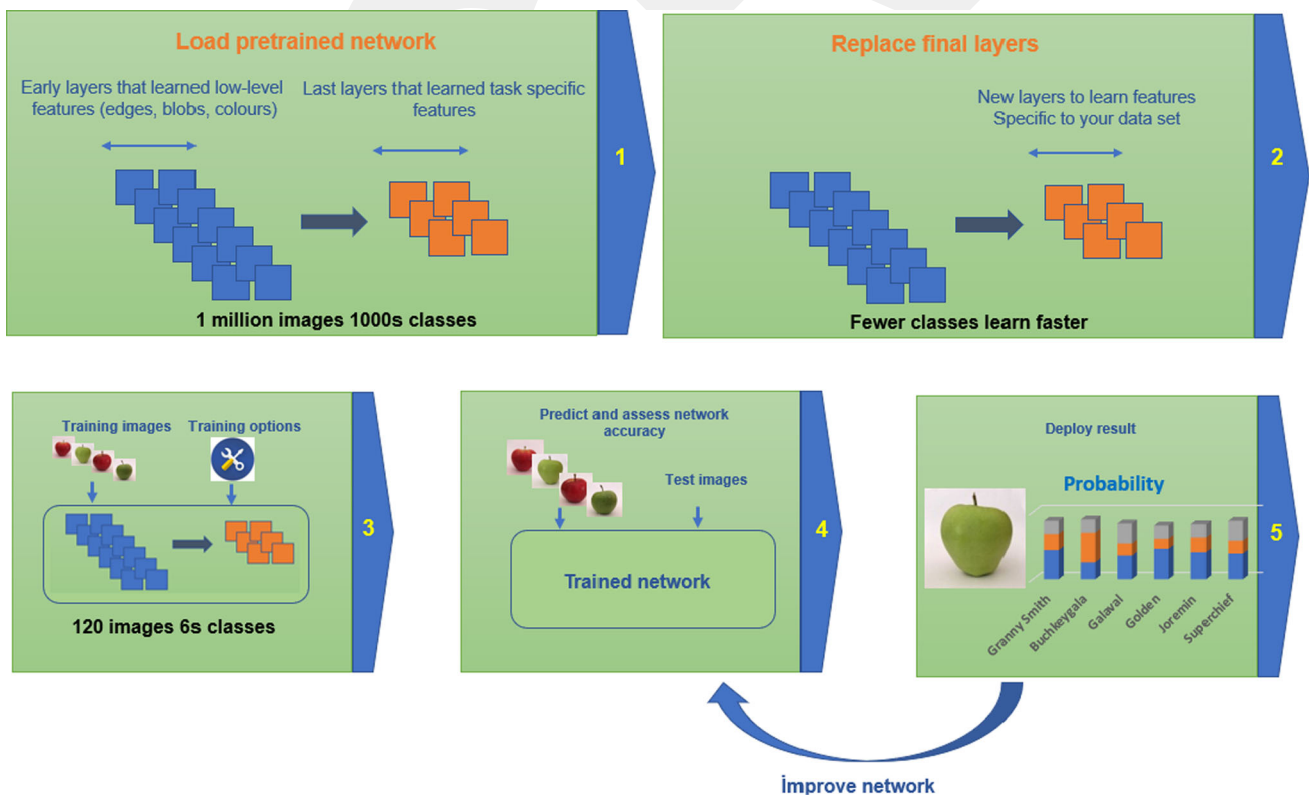 Load pretrained network
Early layers that learned low-level
features (edges, blobs, colours)
Last layers that learned task specific
features
1 million images 1000s classes
1
Replace final layers
New layers to learn features
Specific to your data set
Fewer classes learn faster
2
Training images
Training options
120 images 6s classes
3
Predict and assess network
accuracy
Test images
Trained network
4
Deploy result
Probability
Granny Smith
Buchkeygala
Galaval
Golden
Joremin
Superchief
5
İmprove network